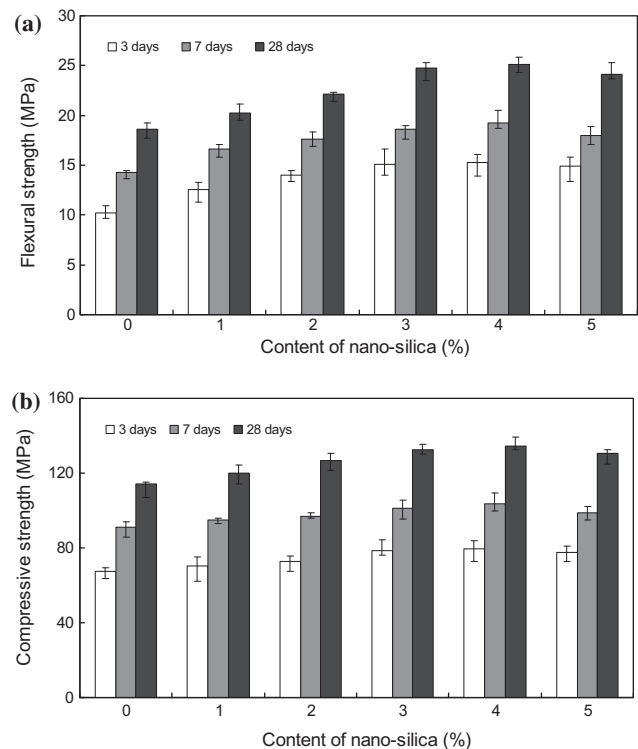 (a)
30
25
20
15
10
5
0
Flexural strength (MPa)
3 days 7 days 28 days
0 1 2 3 4 5
Content of nano-silica (%)
(b)
160
120
80
40
0
Compressive strength (MPa)
3 days 7 days 28 days
0 1 2 3 4 5
Content of nano-silica (%)